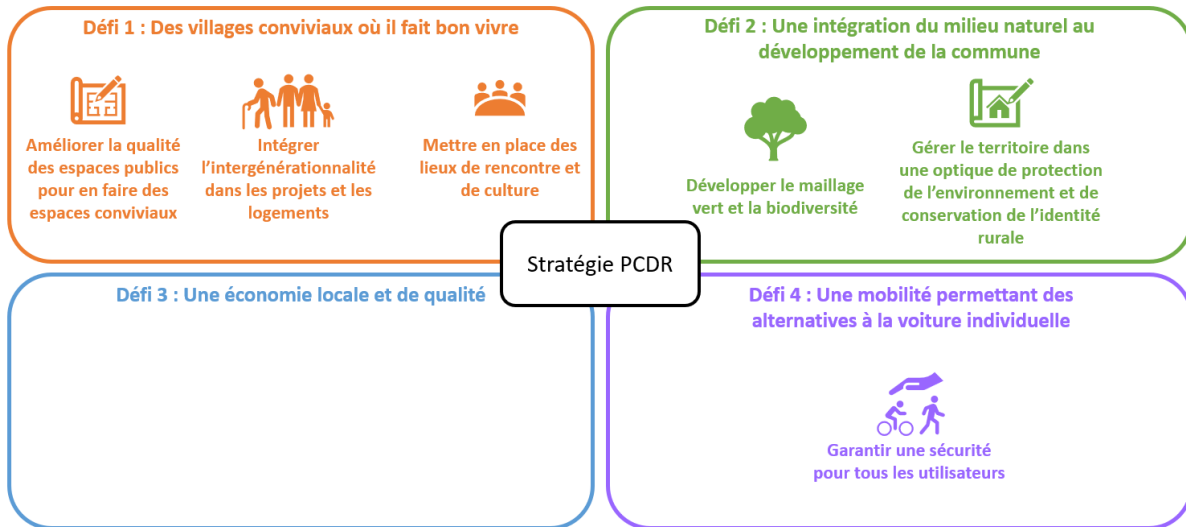 Défi 1 : Des villages conviviaux où il fait bon vivre
Améliorer la qualité
des espaces publics
pour en faire des
espaces conviviaux
Intégrer
l’intergénérationnalité
dans les projets et les
logements
Mettre en place des
lieux de rencontre et
de culture
Défi 2 : Une intégration du milieu naturel au
développement de la commune
Développer le maillage
vert et la biodiversité
Gérer le territoire dans
une optique de protection
de l’environnement et de
conservation de l’identité
rurale
Stratégie PCDR
Défi 3 : Une économie locale et de qualité
Défi 4 : Une mobilité permettant des
alternatives à la voiture individuelle
Garantir une sécurité
pour tous les utilisateurs